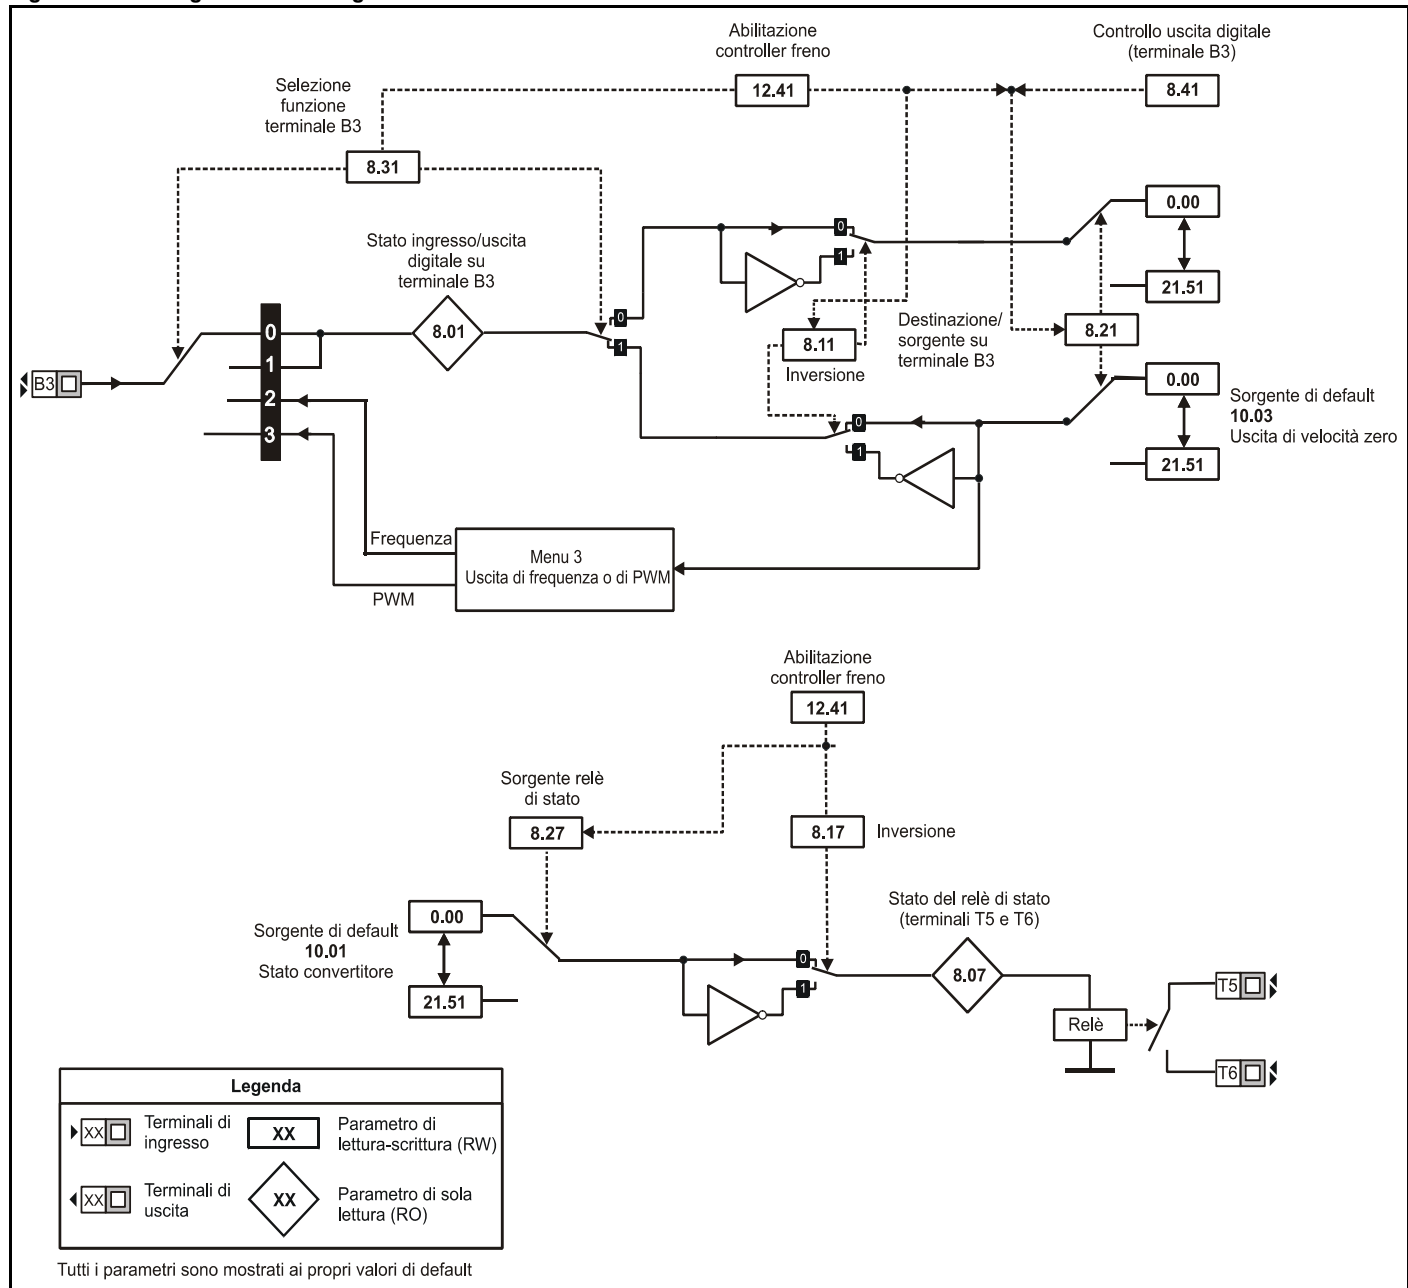 Abilitazione
controller freno
12.41
Controllo uscita digitale
(terminale B3)
8.41
Selezione
funzione
terminale B3
8.31
Stato ingresso/uscita
digitale su
terminale B3
8.01
B3
0
1
2
3
0
1
0
1
8.11
Inversione
Destinazione/
sorgente su
terminale B3
0.00
21.51
8.21
0.00
21.51
Sorgente di default
10.03
Uscita di velocità zero
0
1
Frequenza
PWM
Menu 3
Uscita di frequenza o di PWM
Abilitazione
controller freno
12.41
Sorgente relè
di stato
8.27
8.17
Inversione
Sorgente di default
10.01
Stato convertitore
0.00
21.51
0
1
Stato del relè di stato
(terminali T5 e T6)
8.07
Relè
T5
T6
Legenda
XX
Terminali di
ingresso
XX
Parametro di
lettura-scrittura (RW)
XX
Terminali di
uscita
XX
Parametro di sola
lettura (RO)
Tutti i parametri sono mostrati ai propri valori di default